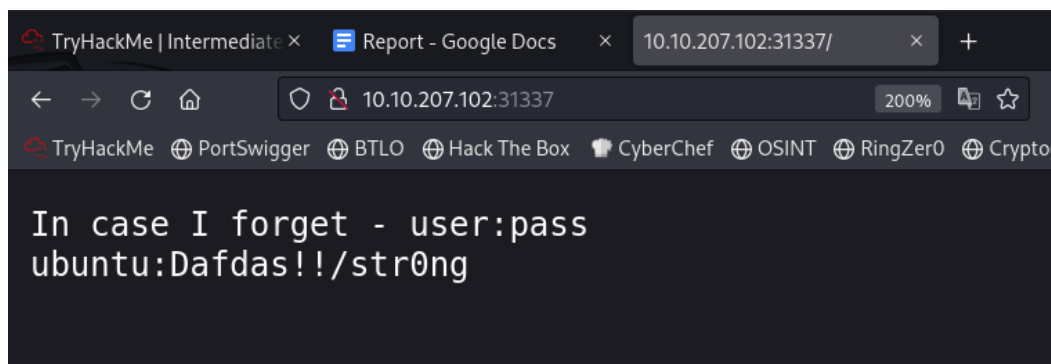 TryHackMe | Intermediate
Report - Google Docs
10.10.207.102:31337/
10.10.207.102:31337
200%
TryHackMe PortSwigger BTLO Hack The Box CyberChef OSINT RingZer0 Crypto
In case I forget - user:pass
ubuntu:Dafdas!!/str0ng